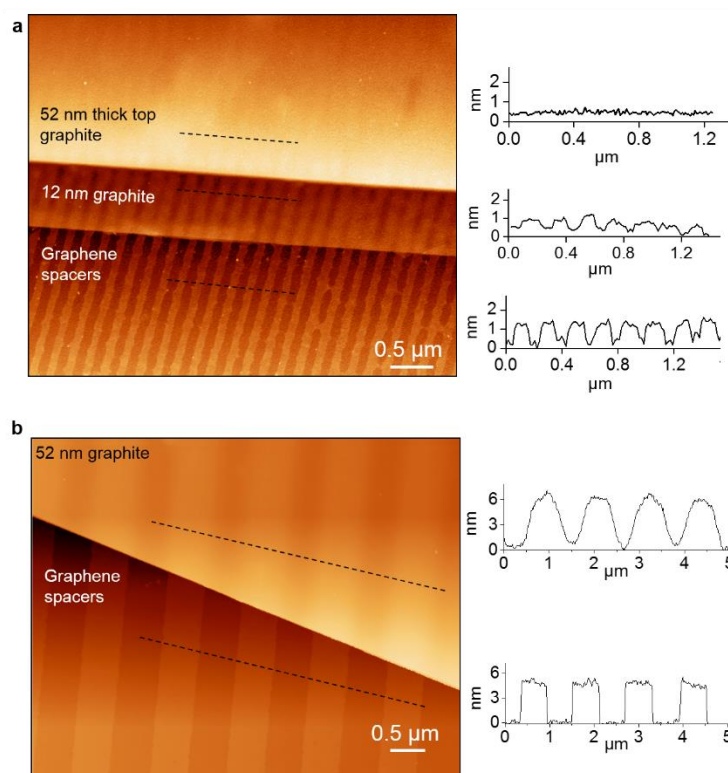 a
52 nm thick top
graphite
12 nm graphite
Graphene
spacers
0.5 µm
nm
2
1
0
0.0 0.4 0.8 1.2
µm
nm
2
1
0
0.0 0.4 0.8 1.2
µm
nm
2
1
0
0.0 0.4 0.8 1.2
µm
b
52 nm graphite
Graphene
spacers
0.5 µm
nm
6
3
0
0 1 2 3 4 5
µm
nm
6
3
0
0 1 2 3 4 5
µm